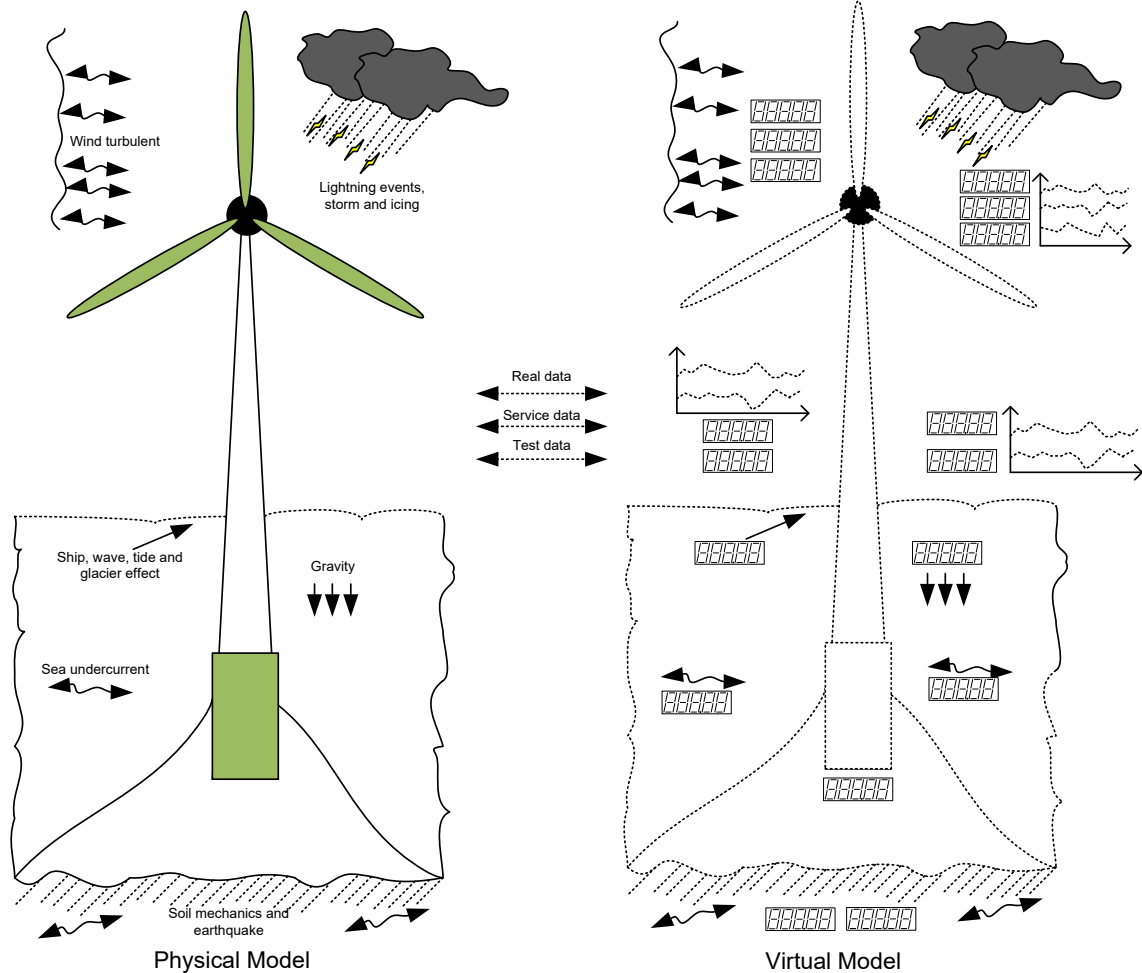 Wind turbulent
Lightning events,
storm and icing
Real data
Service data
Test data
Ship, wave, tide and
glacier effect
Gravity
Sea undercurrent
Soil mechanics and
earthquake
Physical Model
Virtual Model